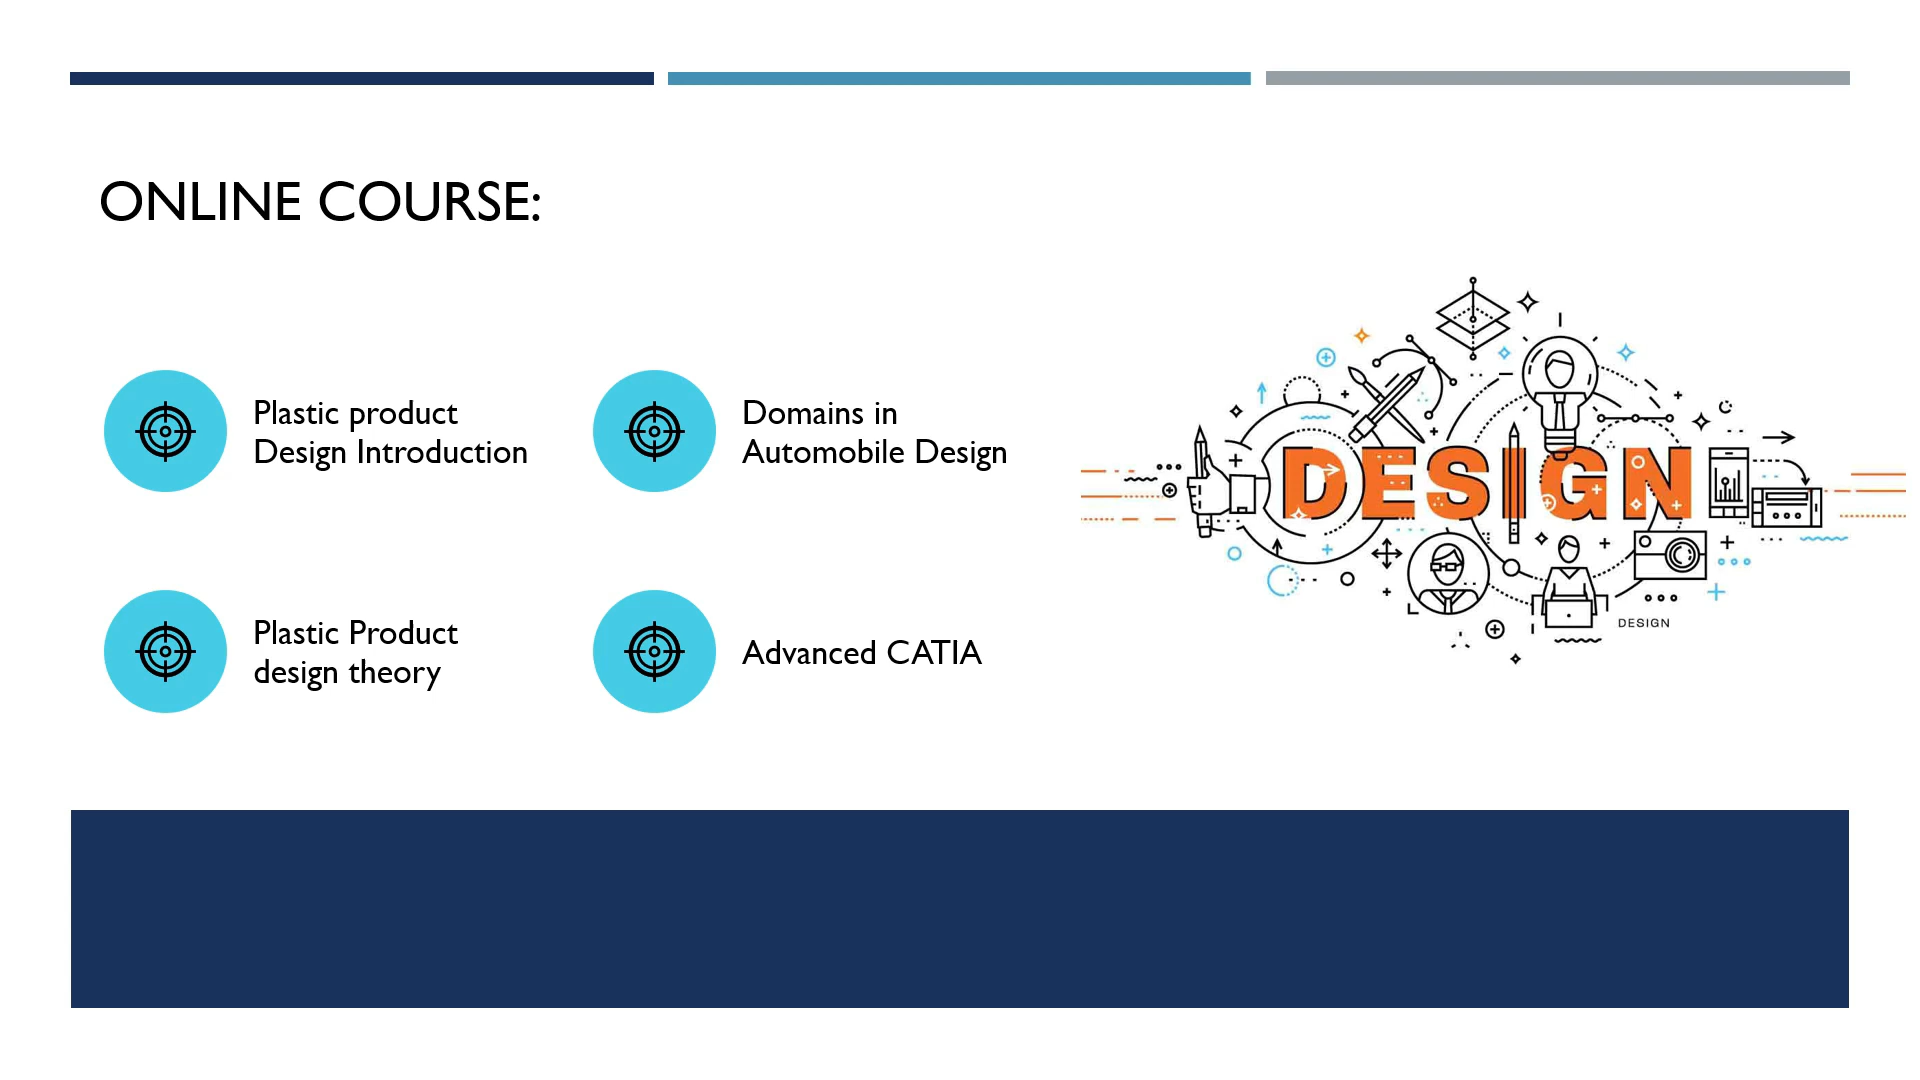 ONLINE COURSE:
Plastic product
Design Introduction
Domains in
Automobile Design
Plastic Product
design theory
Advanced CATIA
DESIGN
DESIGN